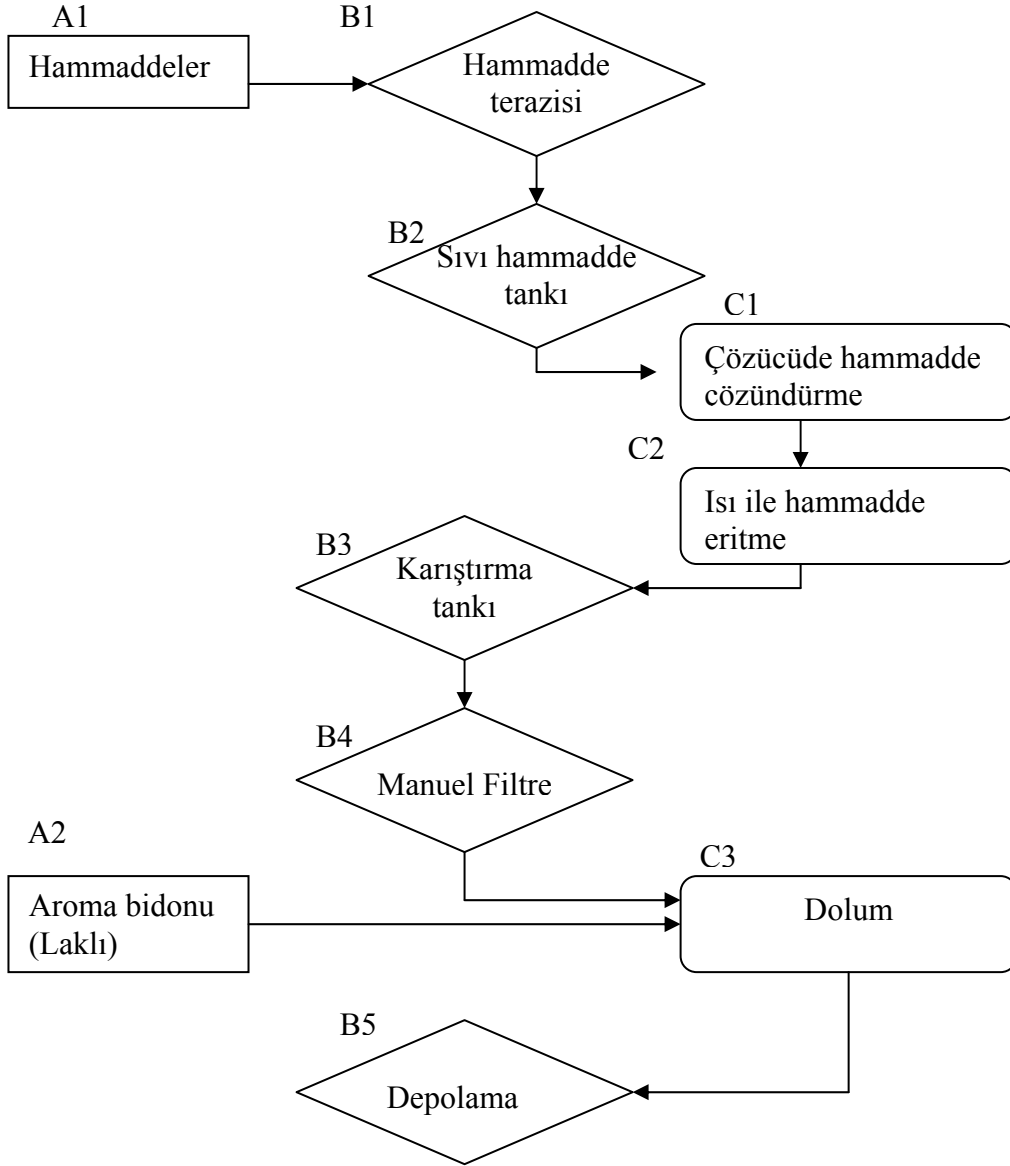 A1
Hammaddeler
B1
Hammadde
terazisi
B2
Sıvı hammadde
tankı
C1
Çözücüde hammadde
cözündürme
C2
Isı ile hammadde
eritme
B3
Karıştırma
tankı
B4
Manuel Filtre
A2
Aroma bidonu
(Laklı)
C3
Dolum
B5
Depolama